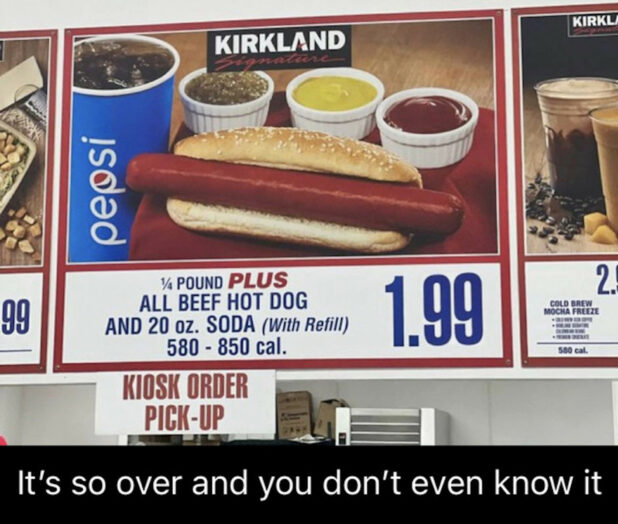 KIRKLAND
Signature
pepsi
¼ POUND PLUS
ALL BEEF HOT DOG
AND 20 oz. SODA (With Refill)
580 - 850 cal.
1.99
99
KIRKL
2.
COLD BREW
MOCHA FREEZE
580 cal.
KIOSK ORDER
PICK-UP
It's so over and you don't even know it